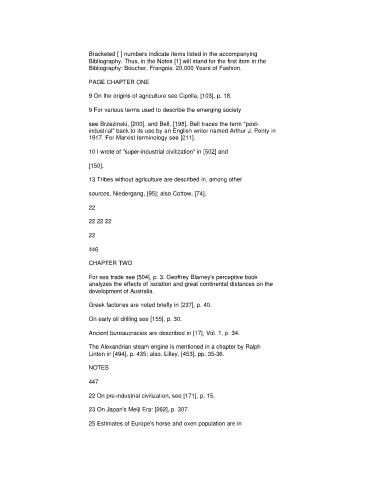 Bracketed [ ] numbers indicate items listed in the accompanying
Bibliography. Thus, in the Notes [1] will stand for the first item in the
Bibliography: Boucher, François. 20,000 Years of Fashion.
PAGE CHAPTER ONE
9 On the origins of agriculture see Cipolla, [103], p. 18.
9 For various terms used to describe the emerging society
see Brzezinski, [200], and Bell, [198]. Bell traces the term "post-
industrial" back to its use by an English writer named Arthur J. Penty in
1917. For Marxist terminology see [211].
10 I wrote of "super-industrial civilization" in [502] and
[150].
13 Tribes without agriculture are described in, among other
sources, Niedergang, [95]; also Cotlow, [74].
22
22 22 22
22
446
CHAPTER TWO
For sea trade see [504], p. 3. Geoffrey Blarney's perceptive book
analyzes the effects of isolation and great continental distances on the
development of Australia.
Greek factories are noted briefly in [237], p. 40.
On early oil drilling see [155], p. 30.
Ancient bureaucracies are described in [17], Vol. 1, p. 34.
The Alexandrian steam engine is mentioned in a chapter by Ralph
Linton in [494], p. 435; also, Lilley, [453], pp. 35-36.
NOTES
447
22 On pre-industrial civilization, see [171], p. 15.
23 On Japan's Meiji Era: [262], p. 307.
25 Estimates of Europe's horse and oxen population are in